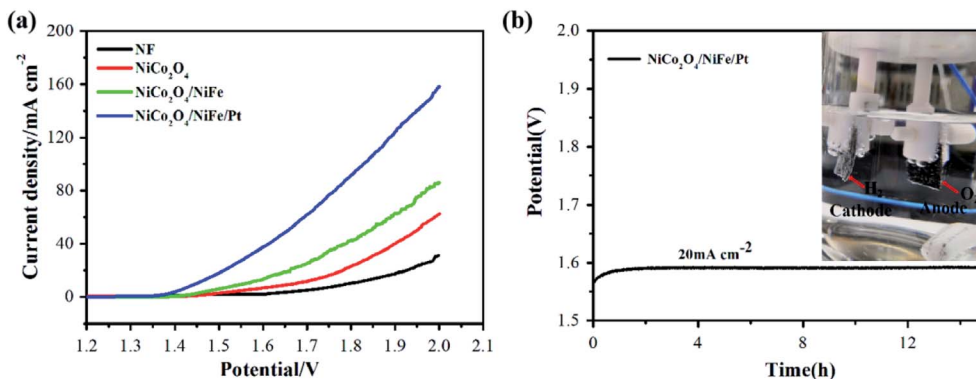 (a)
200
160
120
80
40
0
Current density/mA cm⁻²
NF
NiCo₂O₄
NiCo₂O₄/NiFe
NiCo₂O₄/NiFe/Pt
1.2 1.3 1.4 1.5 1.6 1.7 1.8 1.9 2.0 2.1
Potential/V
(b)
2.0
1.9
1.8
1.7
1.6
1.5
Potential(V)
NiCo₂O₄/NiFe/Pt
H₂
Cathode
O
Anode
20mA cm⁻²
0 2 4 6 8 10 12
Time(h)